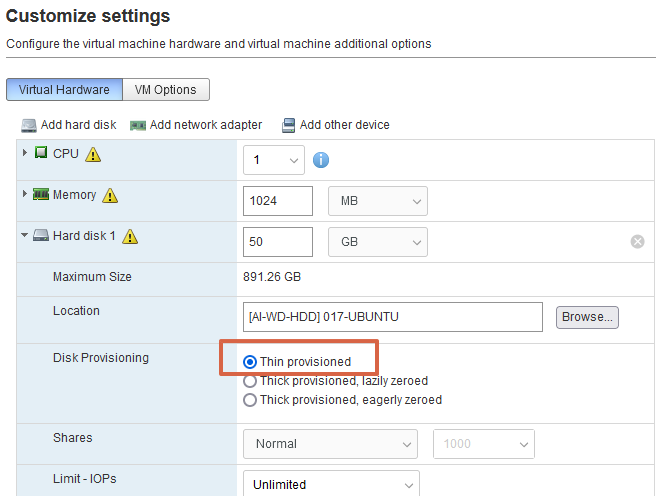 Customize settings
Configure the virtual machine hardware and virtual machine additional options
Virtual Hardware VM Options
Add hard disk Add network adapter Add other device
CPU 1
Memory 1024 MB
Hard disk 1 50 GB
Maximum Size 891.26 GB
Location [AI-WD-HDD] 017-UBUNTU Browse...
Disk Provisioning Thin provisioned
Thick provisioned, lazily zeroed
Thick provisioned, eagerly zeroed
Shares Normal 1000
Limit - IOPs Unlimited